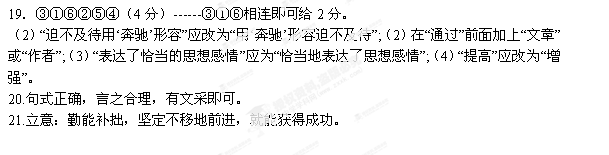 19．③①⑥②⑤④（4 分）------③①⑥相连即可给 2 分。
（2）“迫不及待用‘奔驰’形容”应改为“用‘奔驰’形容迫不及待”；（2）在“通过”前面加上“文章”
或“作者”；（3）“表达了恰当的思想感情”应为“恰当地表达了思想感情”；（4）“提高”应改为“增
强”。
20.句式正确，言之合理，有文采即可。
21.立意：勤能补拙，坚定不移地前进，就能获得成功。